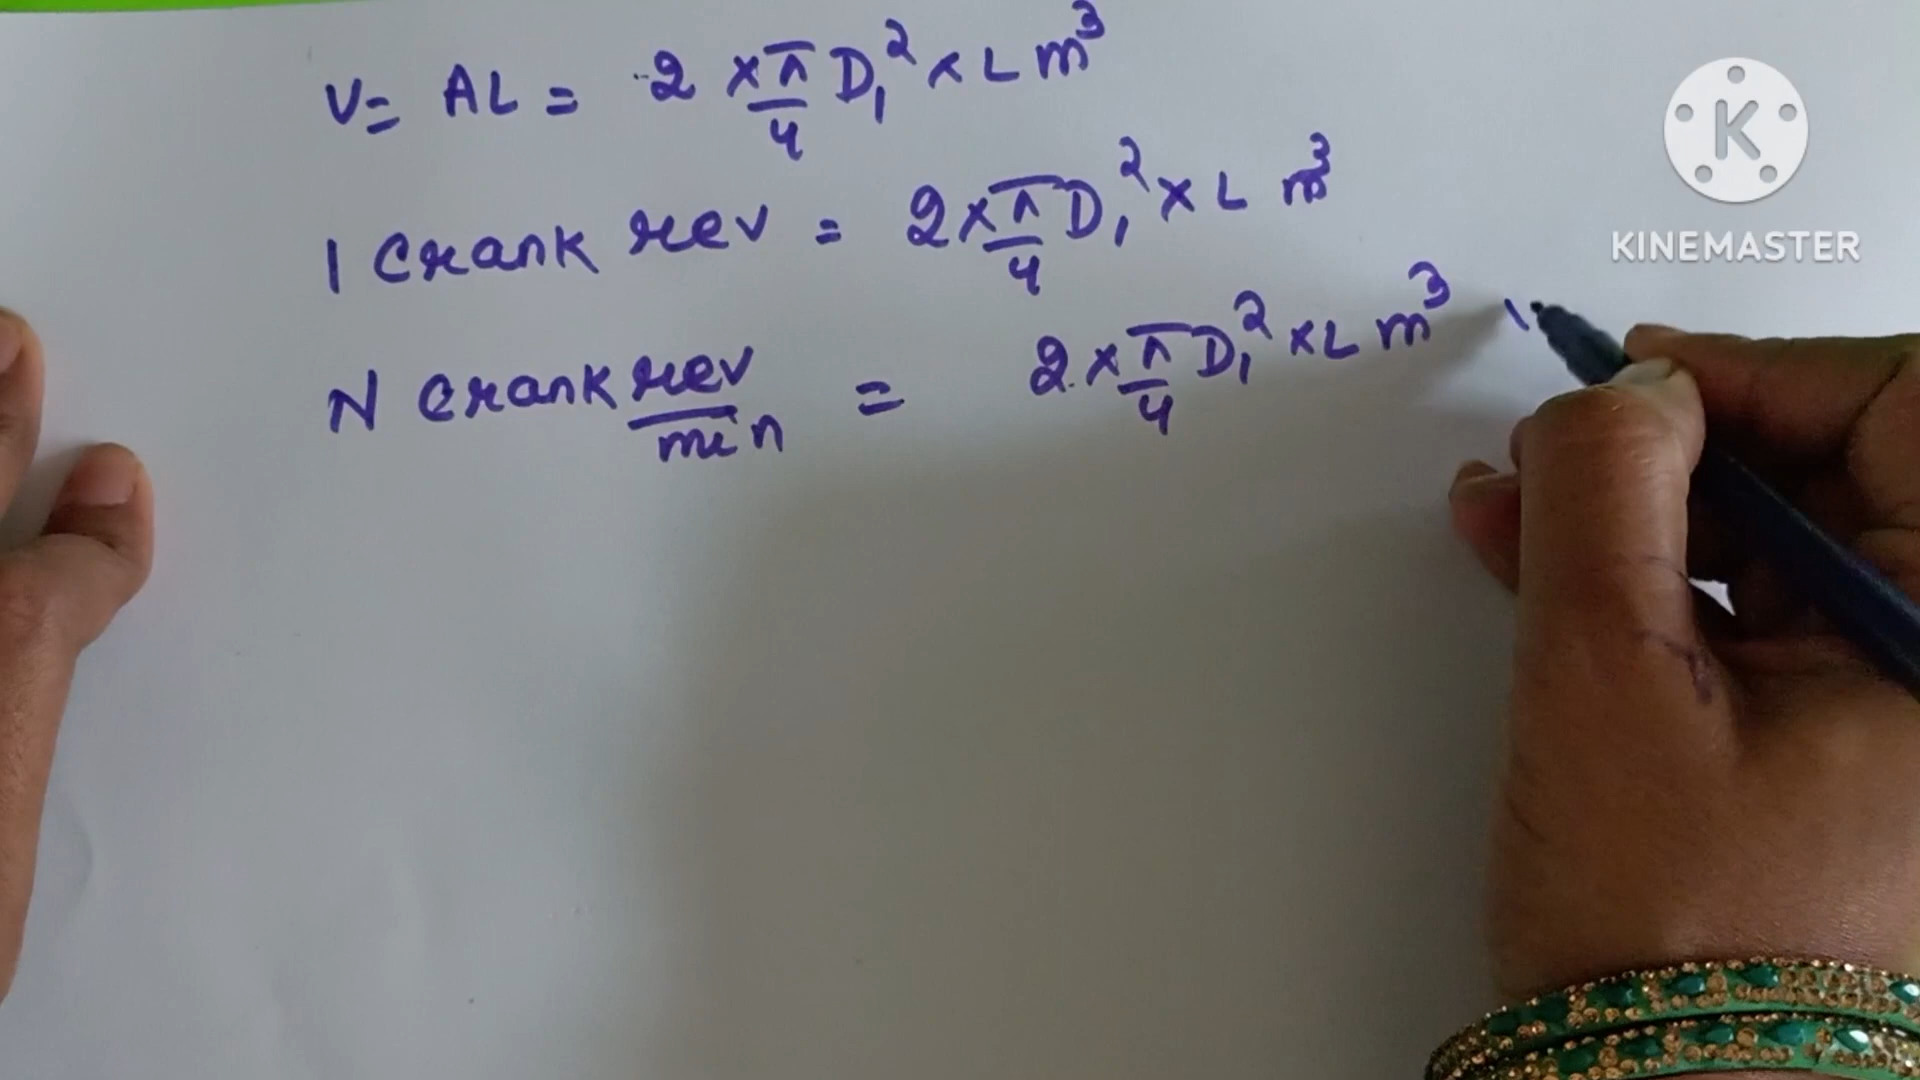 V= AL = 2 × π/4 D₁² × L m³
1 Crank rev = 2 × π/4 D₁² × L m³
N Crank rev/min = 2 × π/4 D₁² × L m³
K
KINEMASTER